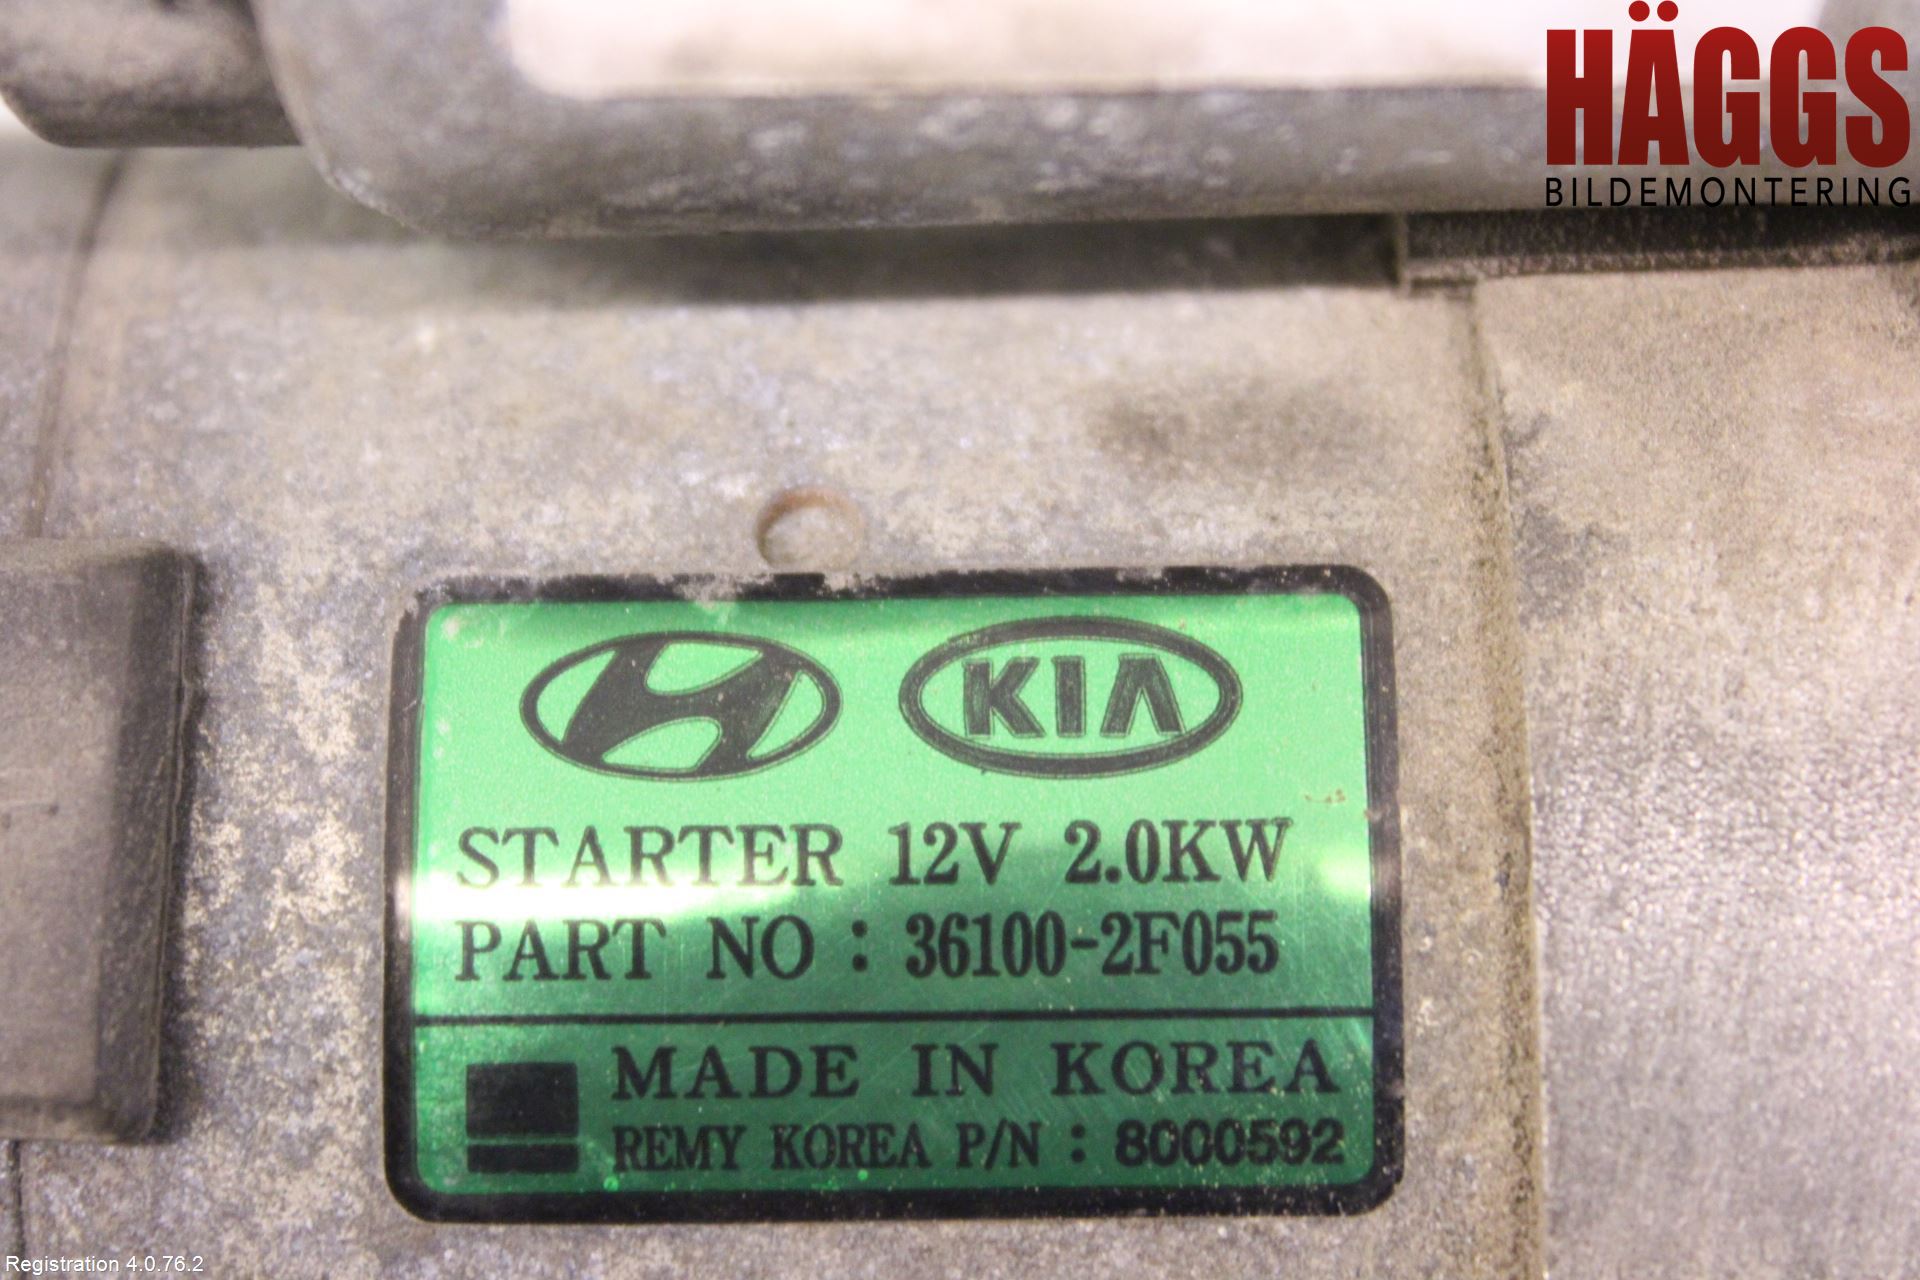 HÄGGS
BILDEMONTERING
KIA
STARTER 12V 2.0KW
PART NO : 36100-2F055
MADE IN KOREA
REMY KOREA P/N : 8000592
Registration 4.0.76.2